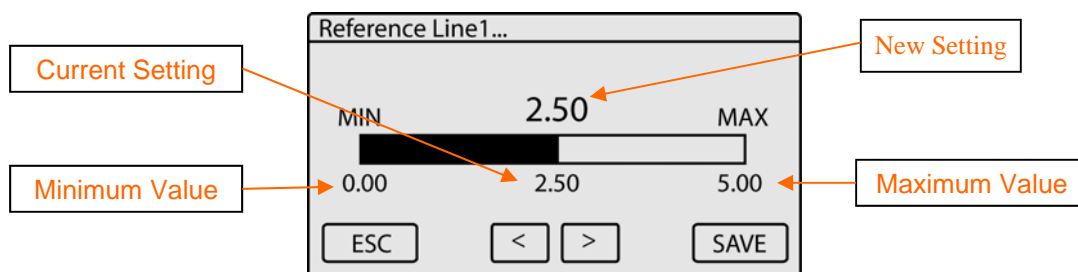 Reference Line1...
Current Setting
New Setting
MIN
2.50
MAX
Minimum Value
0.00
2.50
5.00
Maximum Value
ESC
<
>
SAVE